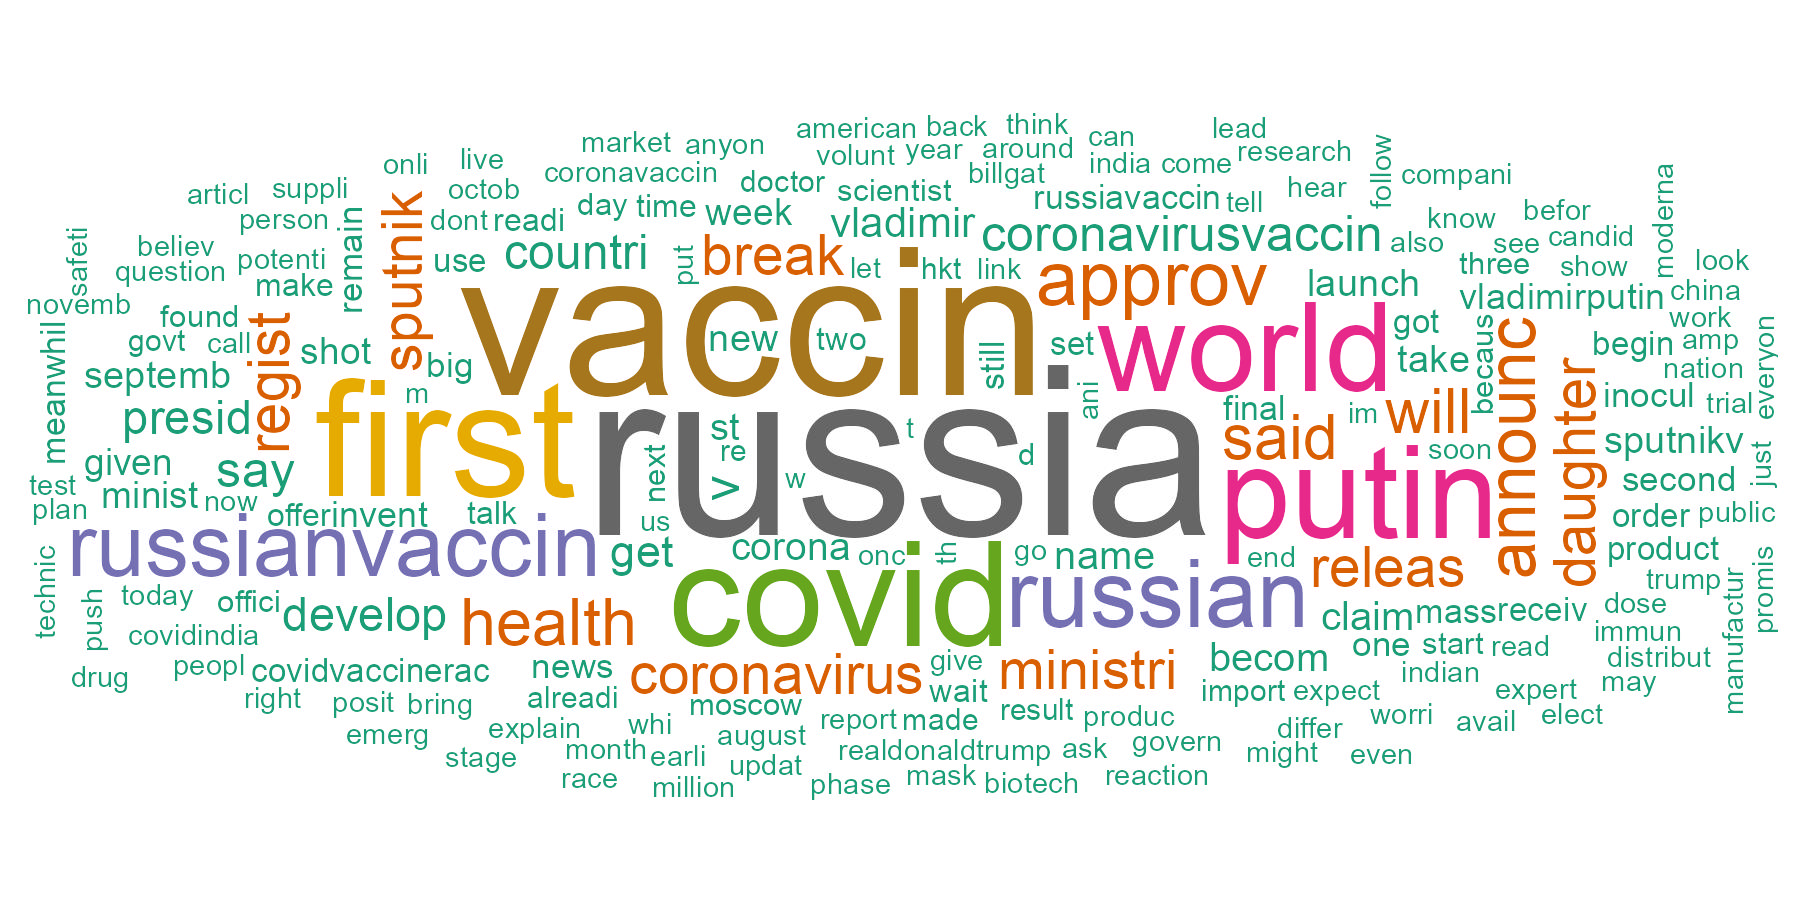 american back think can lead
market anyon volunt year around india come research follow
onli live coronavaccin billgat compani
articl suppli octob doctor scientist russiavaccin tell hear moderna
person remain sputnik dont readi day time week vladimir coronavirusvaccin also know befor
safeti believ potenti use countri put break let hkt link approv see candid
question make three show look
novemb found vaccin launch vladimirputin china
govt call regist shot big new two still set world got becaus announc begin work amp
meanwhil septemb m ani take daughter nation everyon
presid first russia st t final im will inocul trial
given say next re d said soon sputnikv just
test minist now v w putin second
plan offerinvent talk us order public
technic russianvaccin get corona onc th go name end releas product
push today offici develop health covid russian claim mass receiv dose trump manufactur promis
covidindia immun
drug peopl covidvaccinerac news coronavirus give ministri becom one start read distribut
right posit bring alreadi moscow wait result import expect indian expert may
emerg explain whi august report made produc differ worri avail elect
stage month earli updat realdonaldtrump ask govern might even
race million phase mask biotech reaction